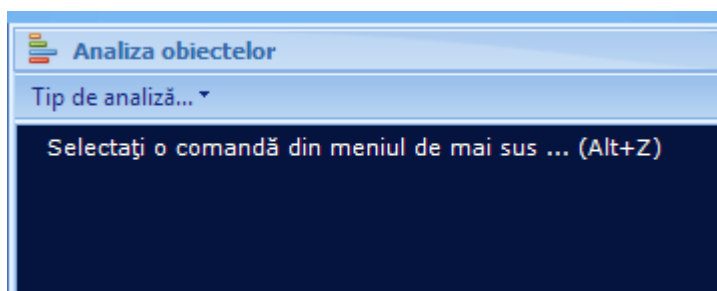 Analiza obiectelor
Tip de analiză...
Selectaţi o comandă din meniul de mai sus ... (Alt+Z)